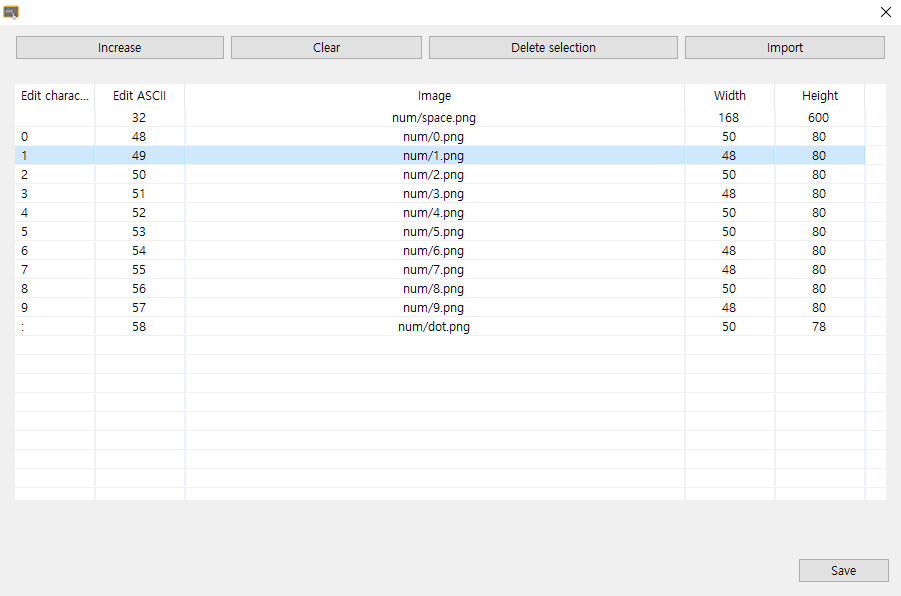 Increase Clear Delete selection Import
Edit charac... Edit ASCII Image Width Height
32 num/space.png 168 600
0 48 num/0.png 50 80
1 49 num/1.png 48 80
2 50 num/2.png 50 80
3 51 num/3.png 48 80
4 52 num/4.png 50 80
5 53 num/5.png 50 80
6 54 num/6.png 48 80
7 55 num/7.png 48 80
8 56 num/8.png 50 80
9 57 num/9.png 48 80
: 58 num/dot.png 50 78
Save